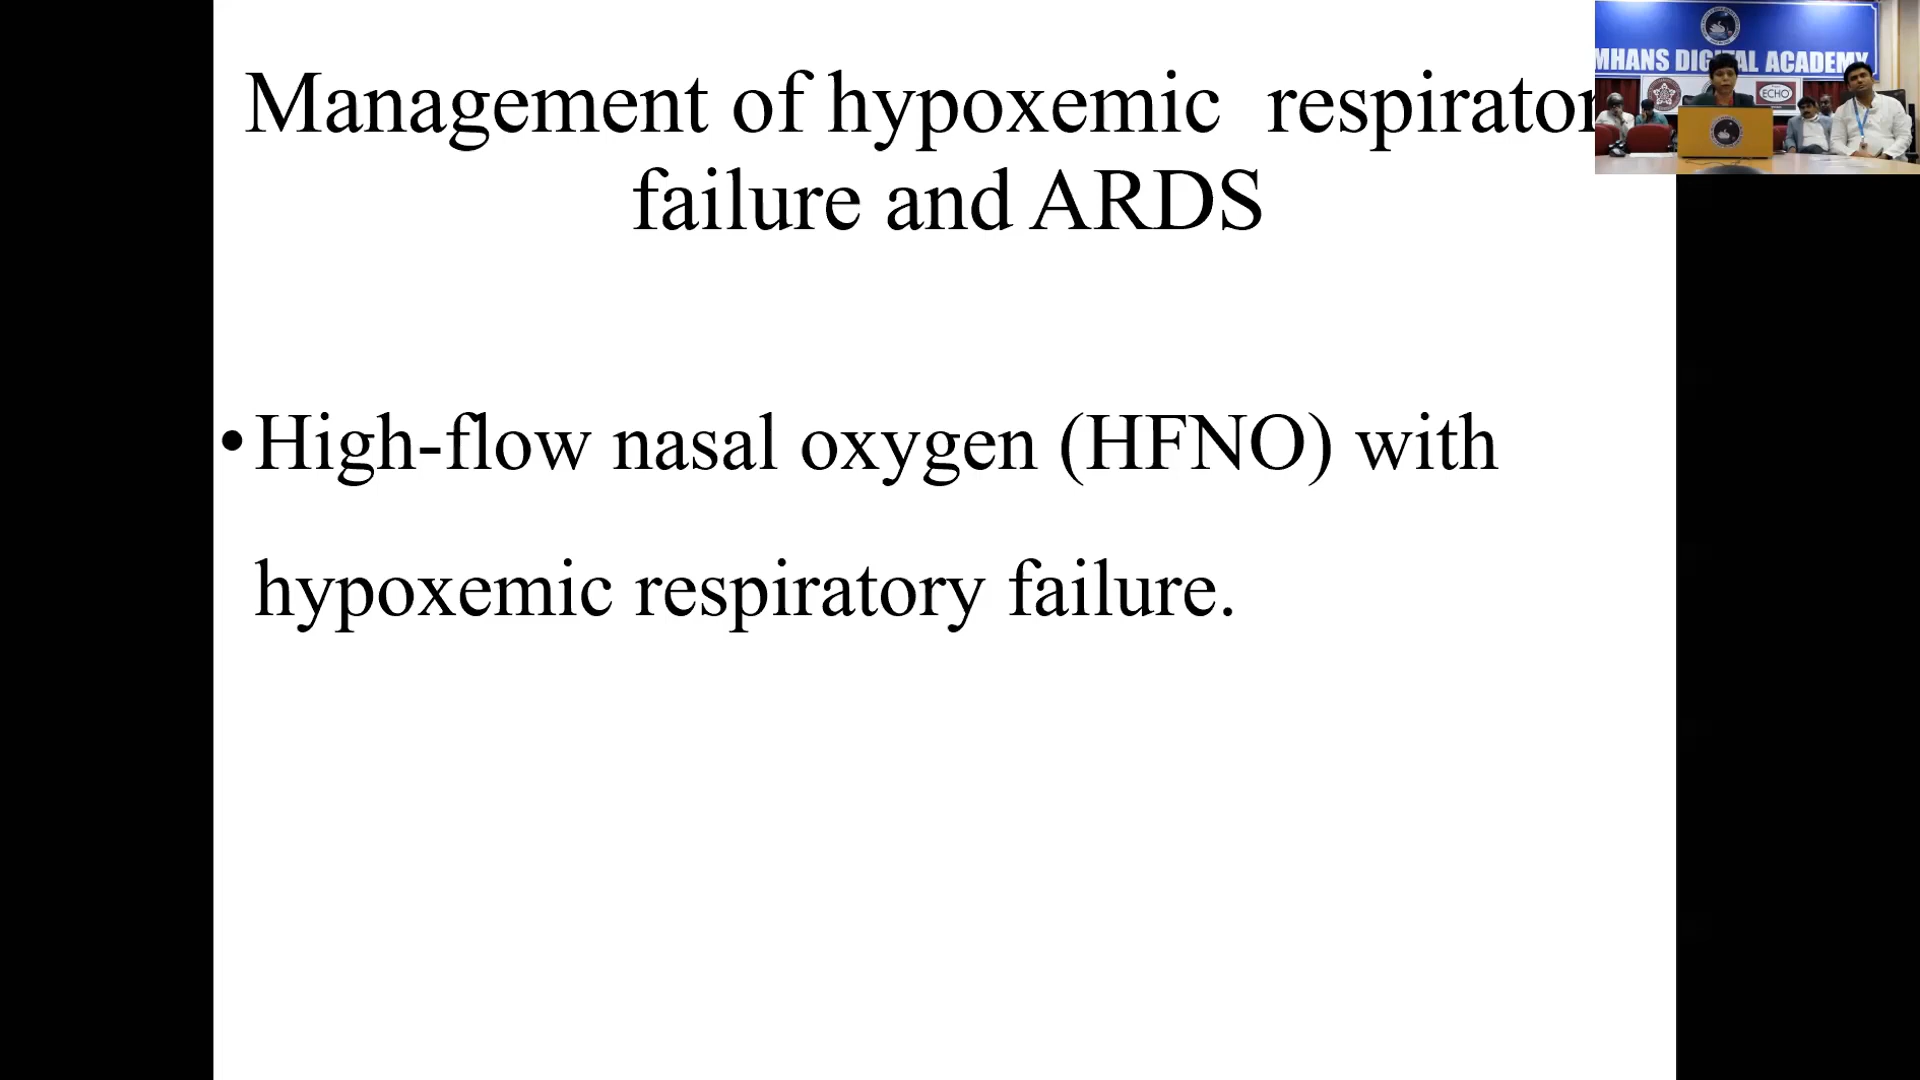 Management of hypoxemic respirator
failure and ARDS
• High-flow nasal oxygen (HFNO) with
hypoxemic respiratory failure.
MHANS DIGITAL ACADEMY
ECHO